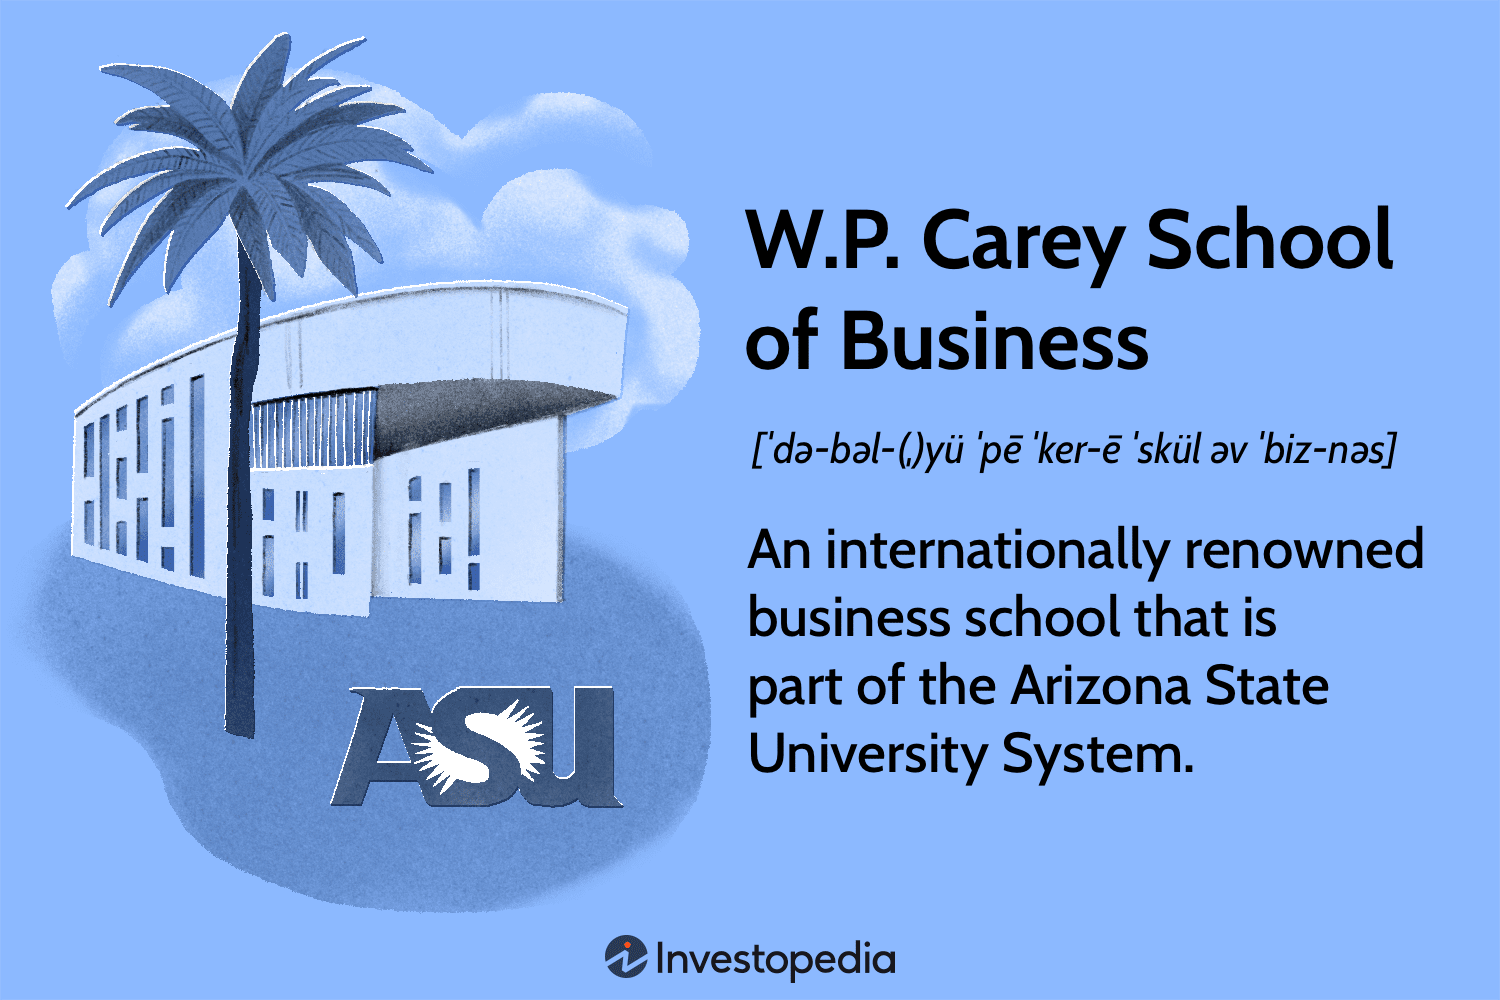 W.P. Carey School
of Business
[ˈdə-bəl-(ˌ)yü ˈpē ˈker-ē ˈskül əv ˈbiz-nəs]
An internationally renowned
business school that is
part of the Arizona State
University System.
ASU
Investopedia